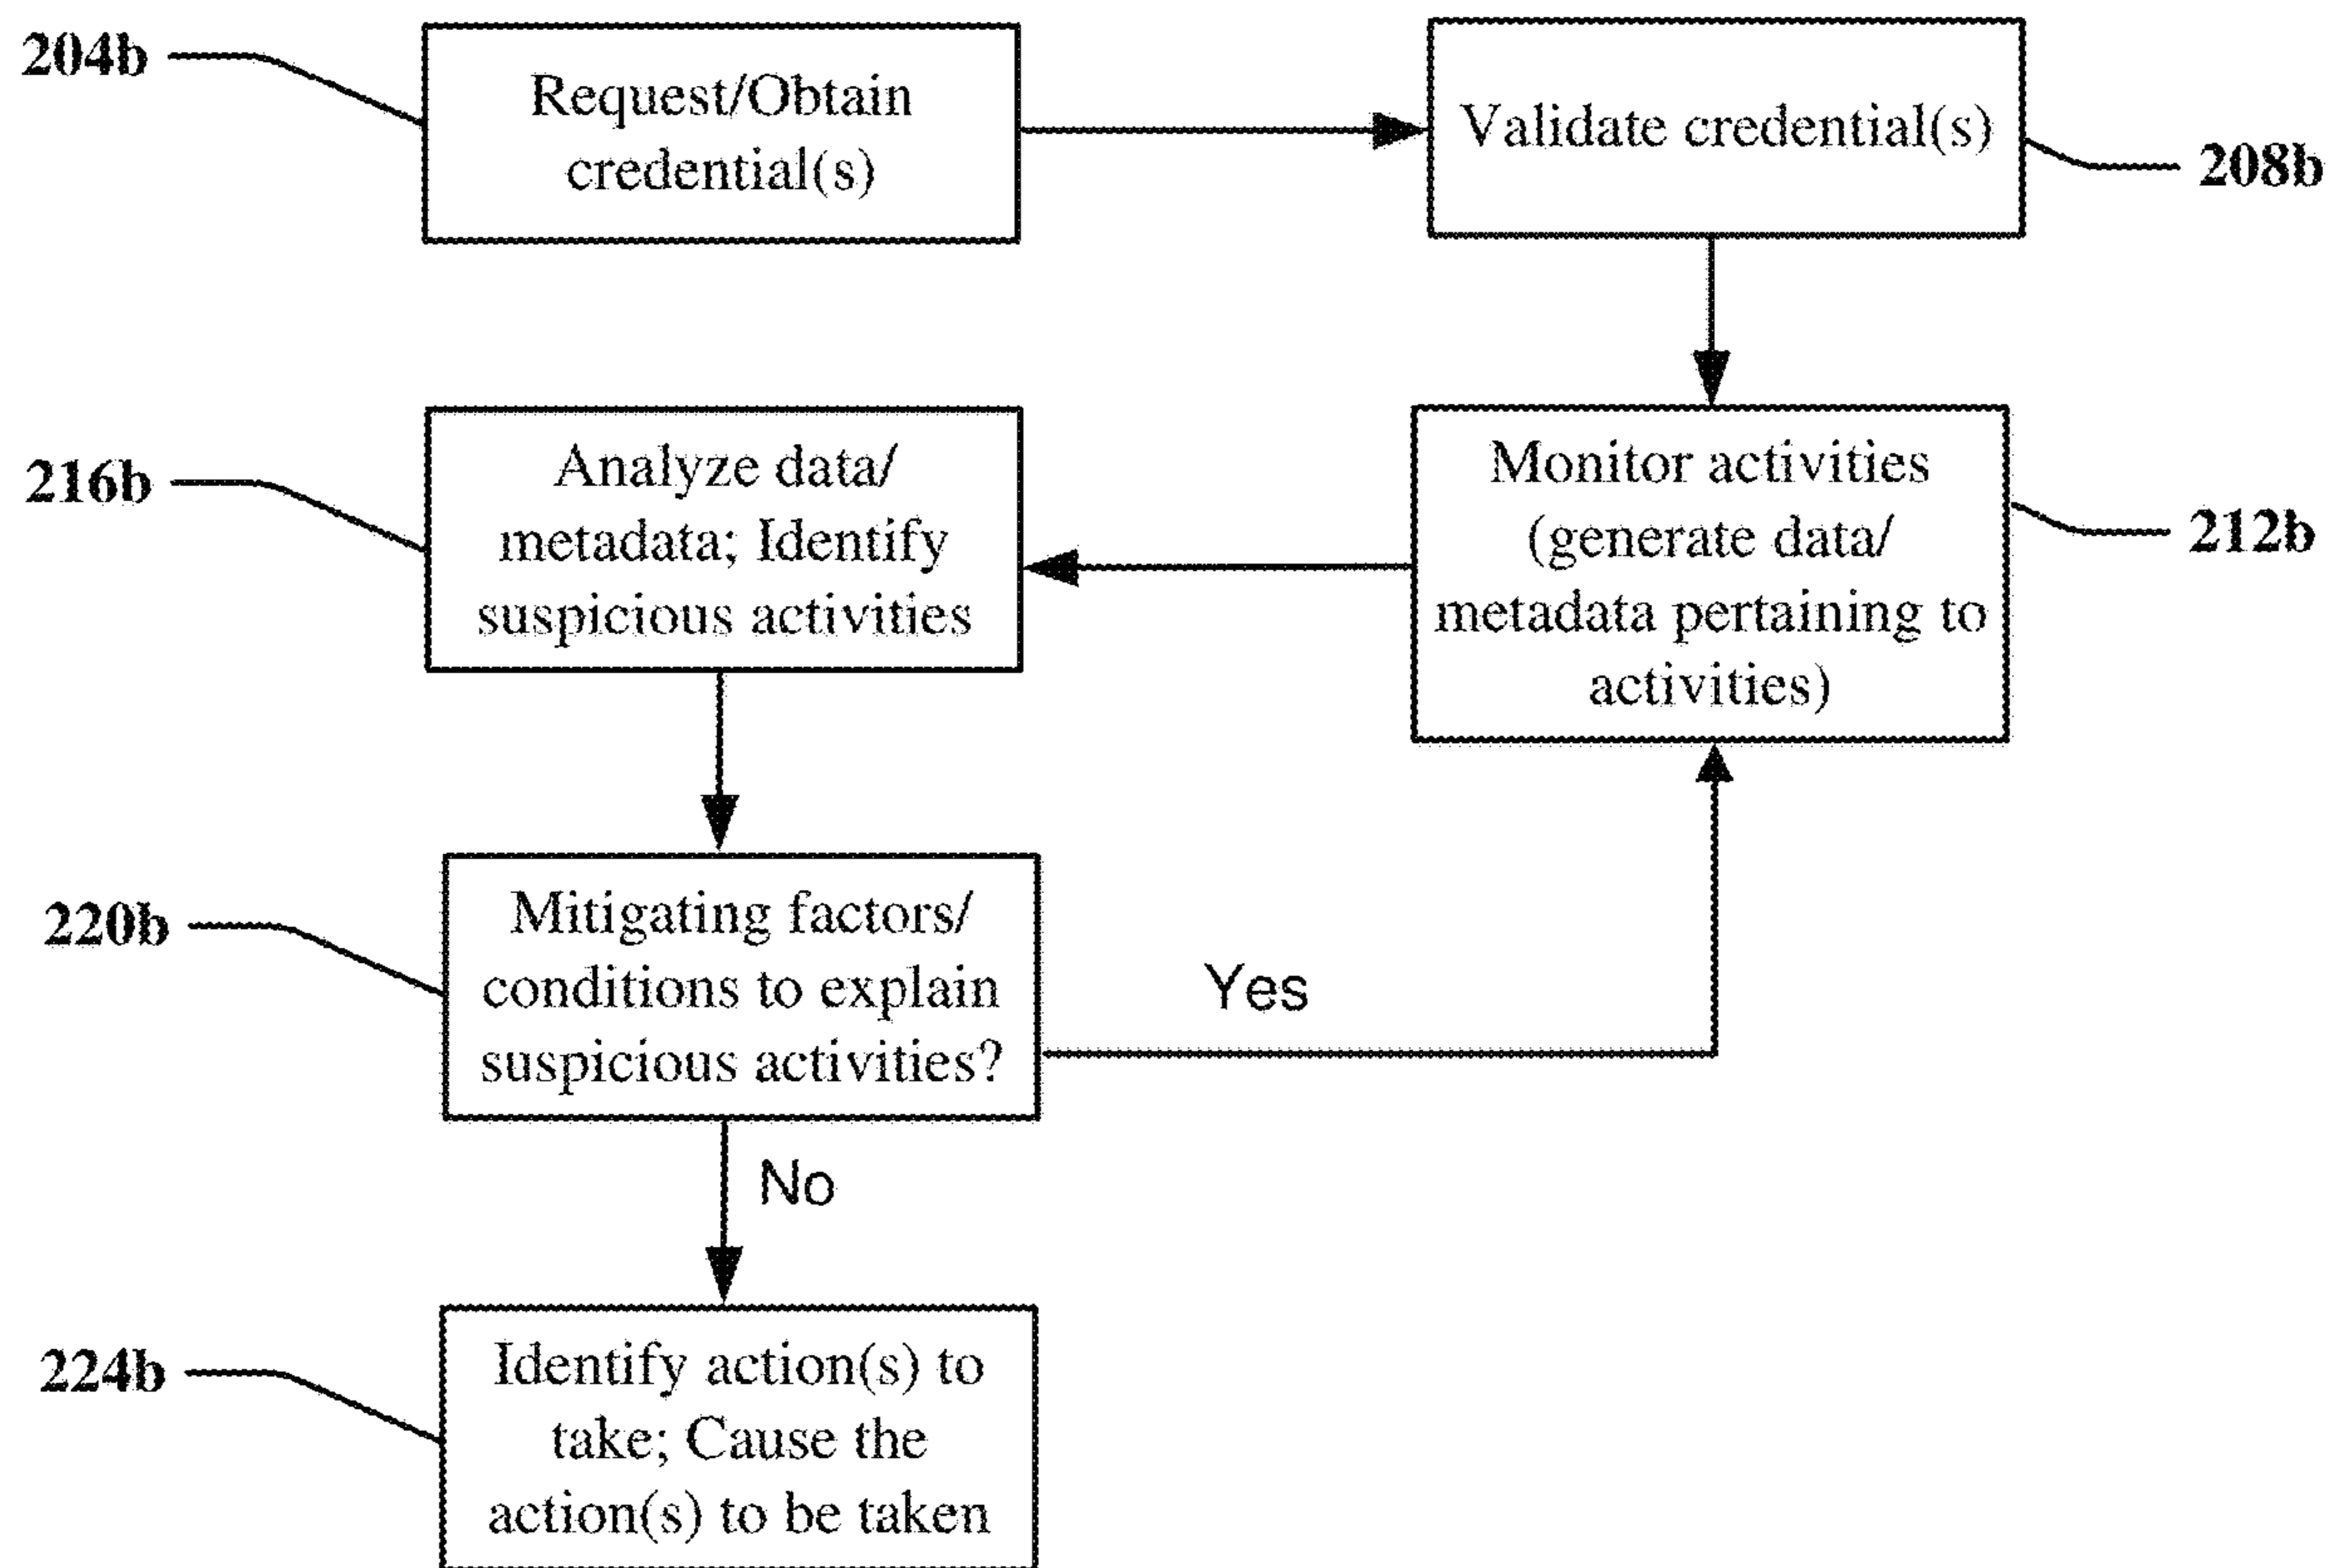 204b
Request/Obtain
credential(s)
Validate credential(s)
208b
216b
Analyze data/
metadata; Identify
suspicious activities
Monitor activities
(generate data/
metadata pertaining to
activities)
212b
220b
Mitigating factors/
conditions to explain
suspicious activities?
Yes
No
224b
Identify action(s) to
take; Cause the
action(s) to be taken